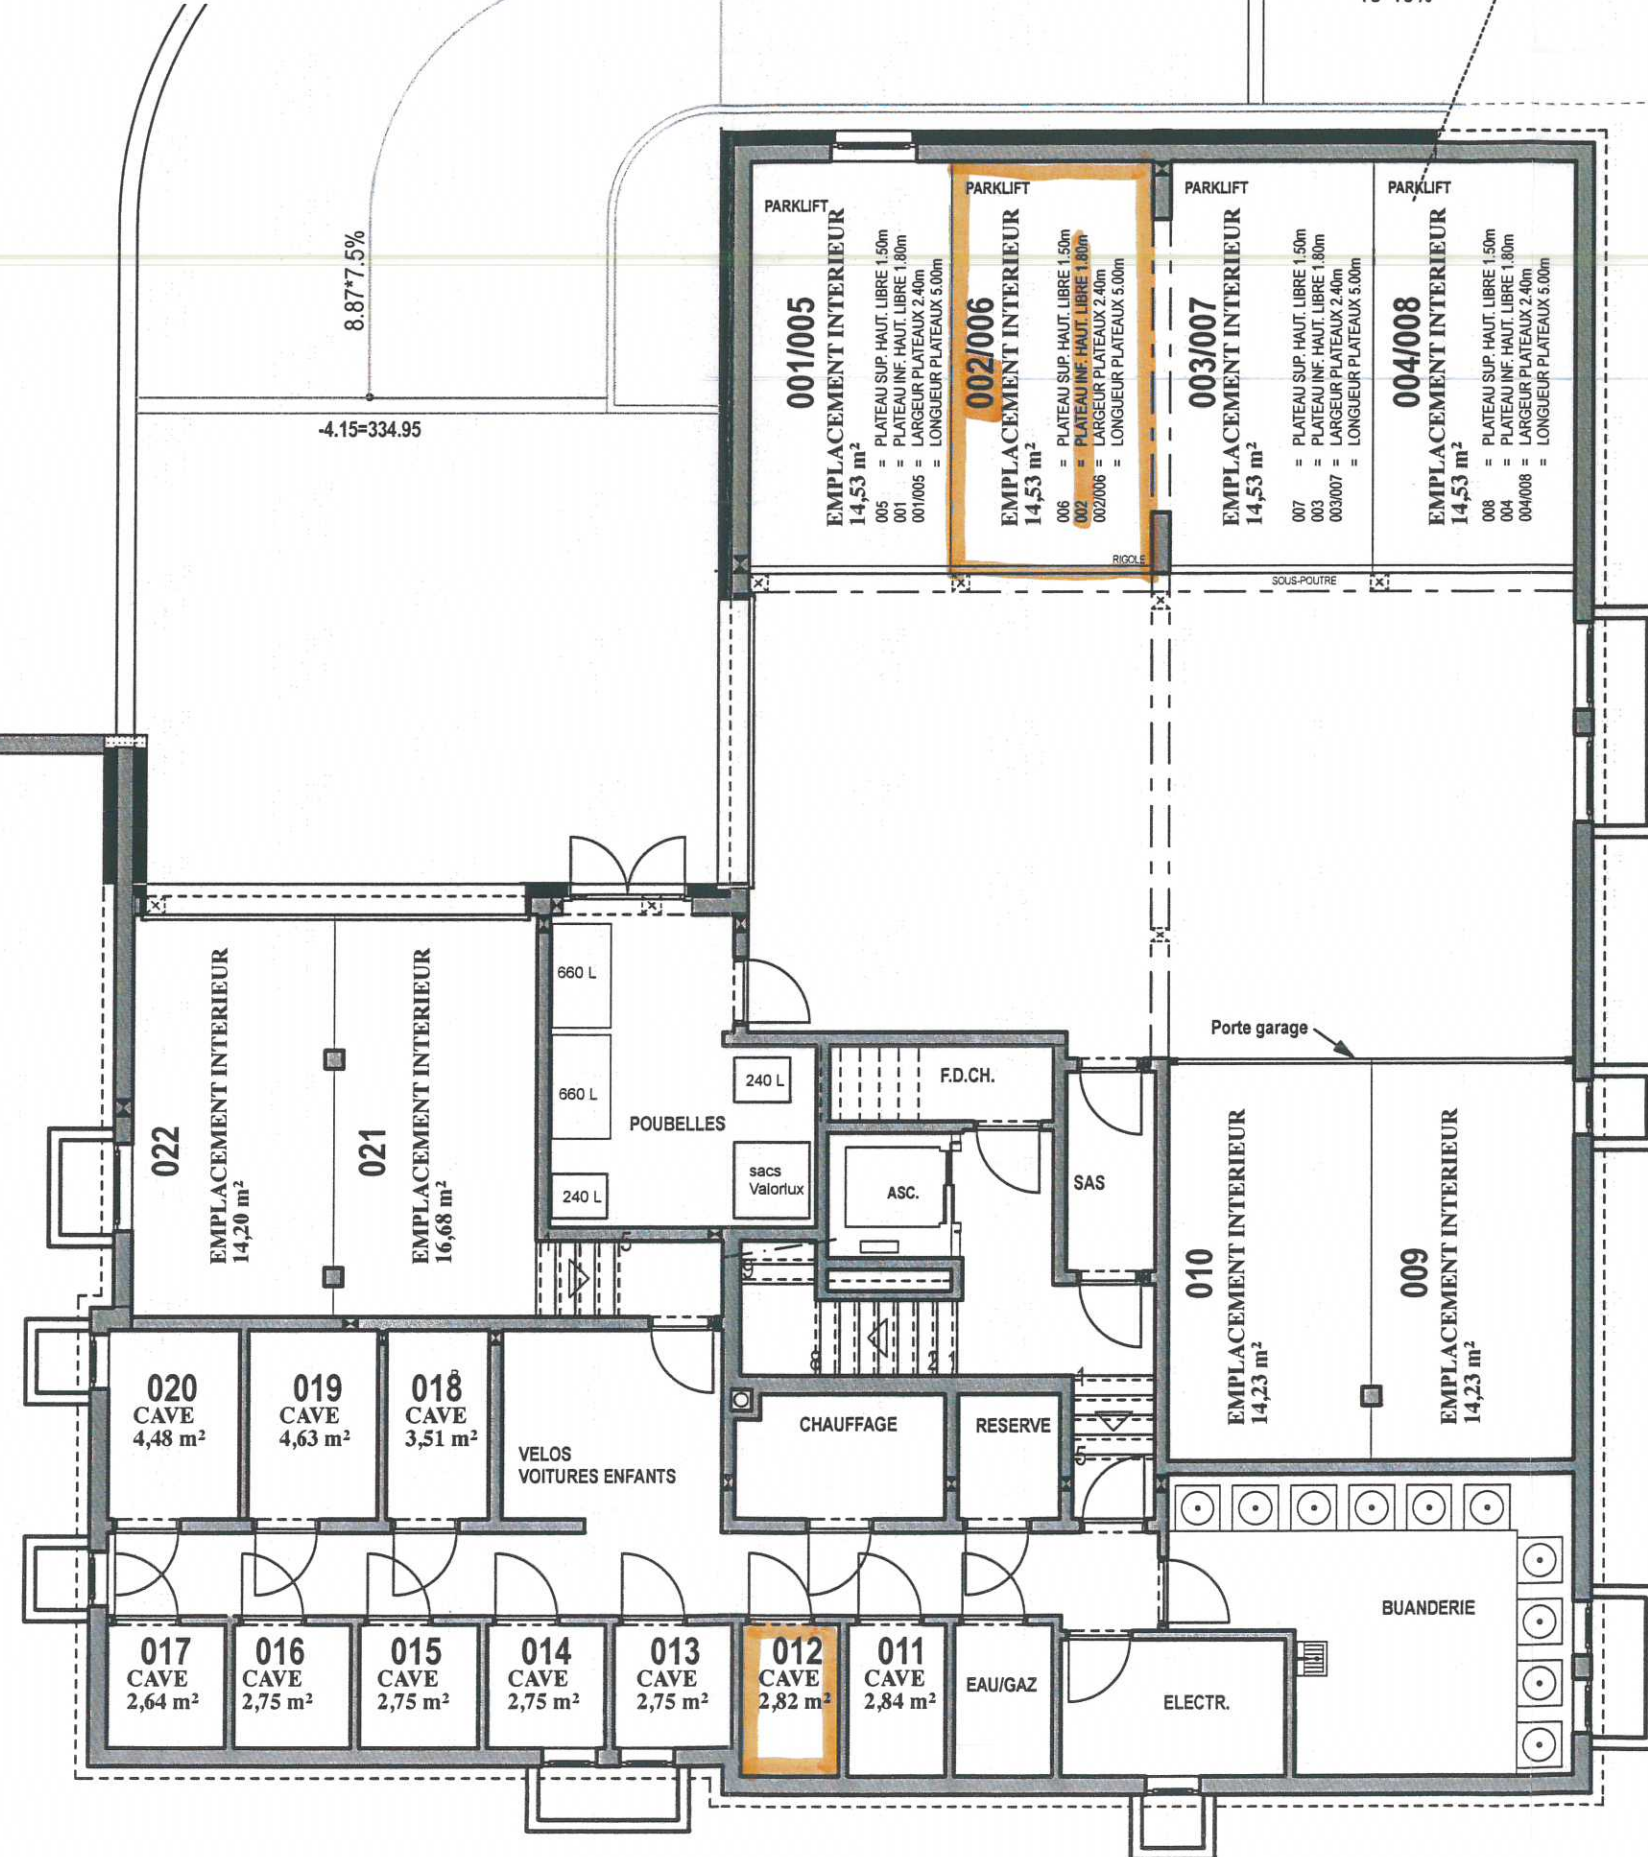 8.87*7.5%
-4.15=334.95
PARKLIFT
001/005
EMPLACEMENT INTERIEUR
14,53 m²
005 = PLATEAU SUP. HAUT. LIBRE 1.50m
001 = PLATEAU INF. HAUT. LIBRE 1.80m
001/005 = LARGEUR PLATEAUX 2.40m
= LONGUEUR PLATEAUX 5.00m
PARKLIFT
002/006
EMPLACEMENT INTERIEUR
14,53 m²
006 = PLATEAU SUP. HAUT. LIBRE 1.50m
002 = PLATEAU INF. HAUT. LIBRE 1.80m
002/006 = LARGEUR PLATEAUX 2.40m
= LONGUEUR PLATEAUX 5.00m
RIGOLE
PARKLIFT
003/007
EMPLACEMENT INTERIEUR
14,53 m²
007 = PLATEAU SUP. HAUT. LIBRE 1.50m
003 = PLATEAU INF. HAUT. LIBRE 1.80m
003/007 = LARGEUR PLATEAUX 2.40m
= LONGUEUR PLATEAUX 5.00m
PARKLIFT
004/008
EMPLACEMENT INTERIEUR
14,53 m²
008 = PLATEAU SUP. HAUT. LIBRE 1.50m
004 = PLATEAU INF. HAUT. LIBRE 1.80m
004/008 = LARGEUR PLATEAUX 2.40m
= LONGUEUR PLATEAUX 5.00m
SOUS-POUTRE
022
EMPLACEMENT INTERIEUR
14,20 m²
021
EMPLACEMENT INTERIEUR
16,68 m²
660 L
660 L
240 L
240 L
POUBELLES
sacs
Valorlux
F.D.CH.
ASC.
SAS
Porte garage
010
EMPLACEMENT INTERIEUR
14,23 m²
009
EMPLACEMENT INTERIEUR
14,23 m²
1
5
9
8
2 1
1
5
020
CAVE
4,48 m²
019
CAVE
4,63 m²
018
CAVE
3,51 m²
VELOS
VOITURES ENFANTS
CHAUFFAGE
RESERVE
017
CAVE
2,64 m²
016
CAVE
2,75 m²
015
CAVE
2,75 m²
014
CAVE
2,75 m²
013
CAVE
2,75 m²
012
CAVE
2,82 m²
011
CAVE
2,84 m²
EAU/GAZ
ELECTR.
BUANDERIE